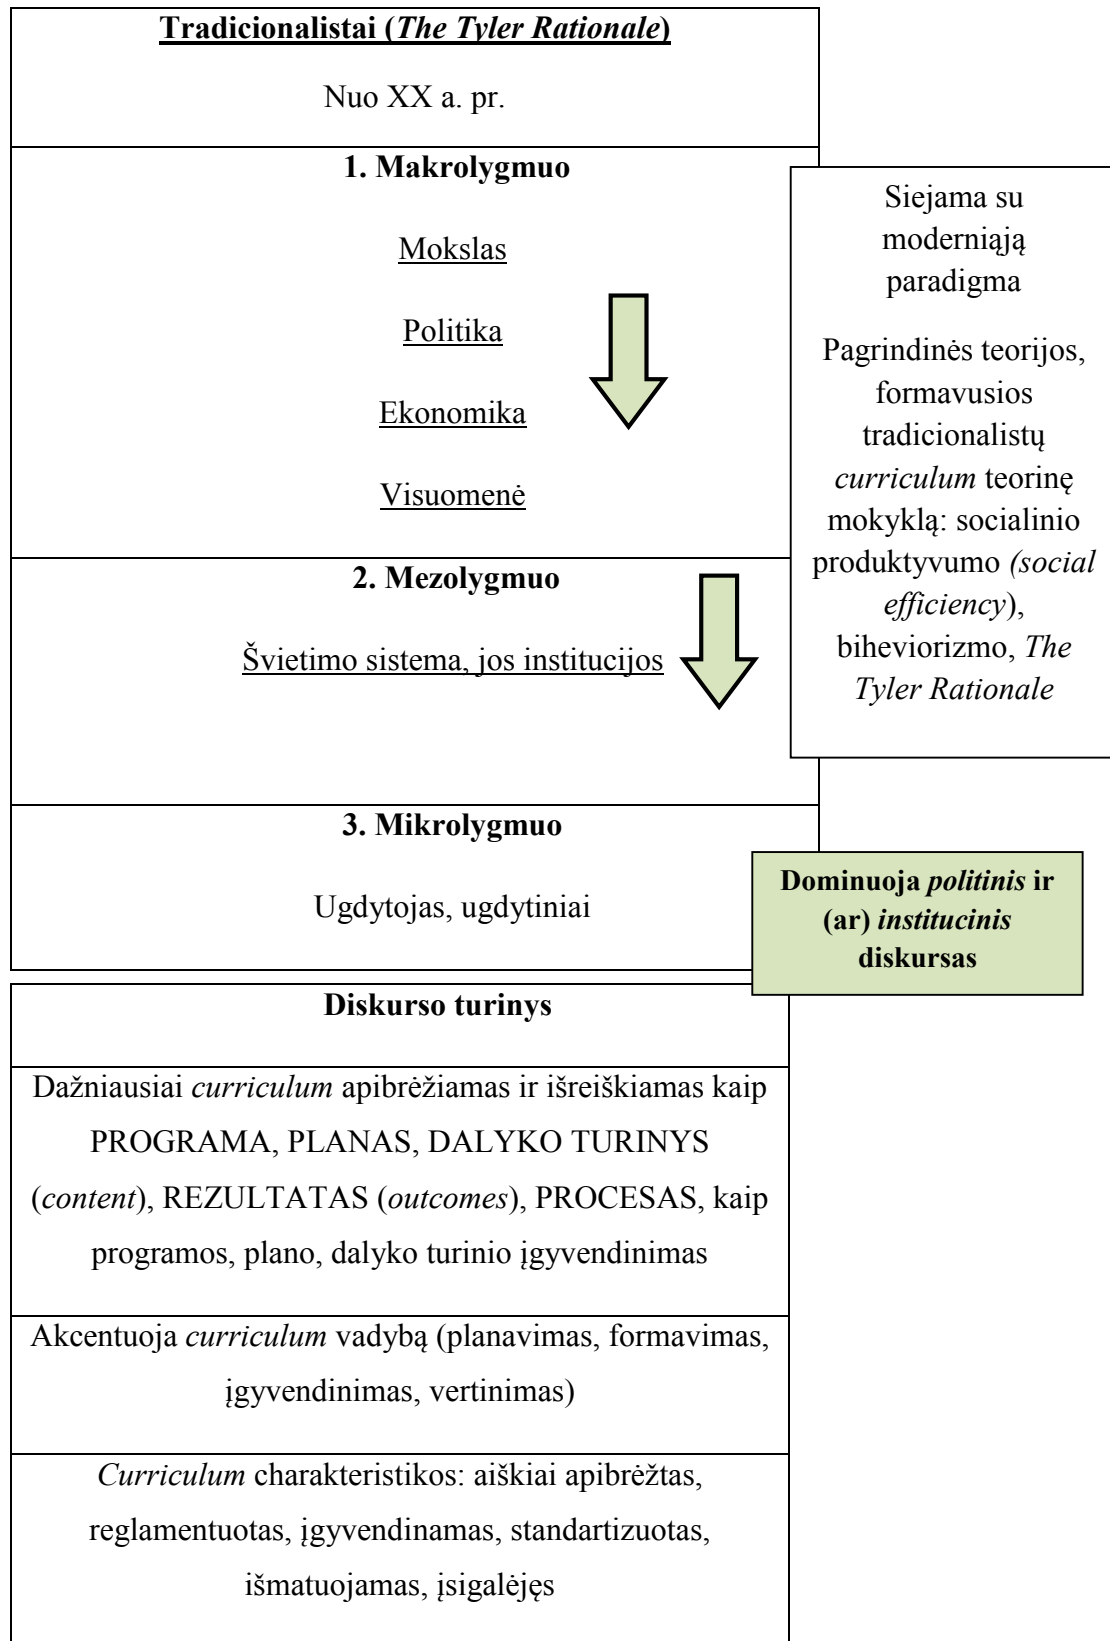 Tradicionalistai (The Tyler Rationale)
Nuo XX a. pr.
1. Makrolygmuo
Mokslas
Politika
Ekonomika
Visuomenė
Siejama su
moderniąją
paradigma
Pagrindinės teorijos,
formavusios
tradicionalistų
curriculum teorinę
mokyklą: socialinio
produktyvumo (social
efficiency),
biheviorizmo, The
Tyler Rationale
2. Mezolygmuo
Švietimo sistema, jos institucijos
3. Mikrolygmuo
Ugdytojas, ugdytiniai
Dominuoja politinis ir
(ar) institucinis
diskursas
Diskurso turinys
Dažniausiai curriculum apibrėžiamas ir išreiškiamas kaip
PROGRAMA, PLANAS, DALYKO TURINYS
(content), REZULTATAS (outcomes), PROCESAS, kaip
programos, plano, dalyko turinio įgyvendinimas
Akcentuoja curriculum vadybą (planavimas, formavimas,
įgyvendinimas, vertinimas)
Curriculum charakteristikos: aiškiai apibrėžtas,
reglamentuotas, įgyvendinamas, standartizuotas,
išmatuojamas, įsigalėjęs